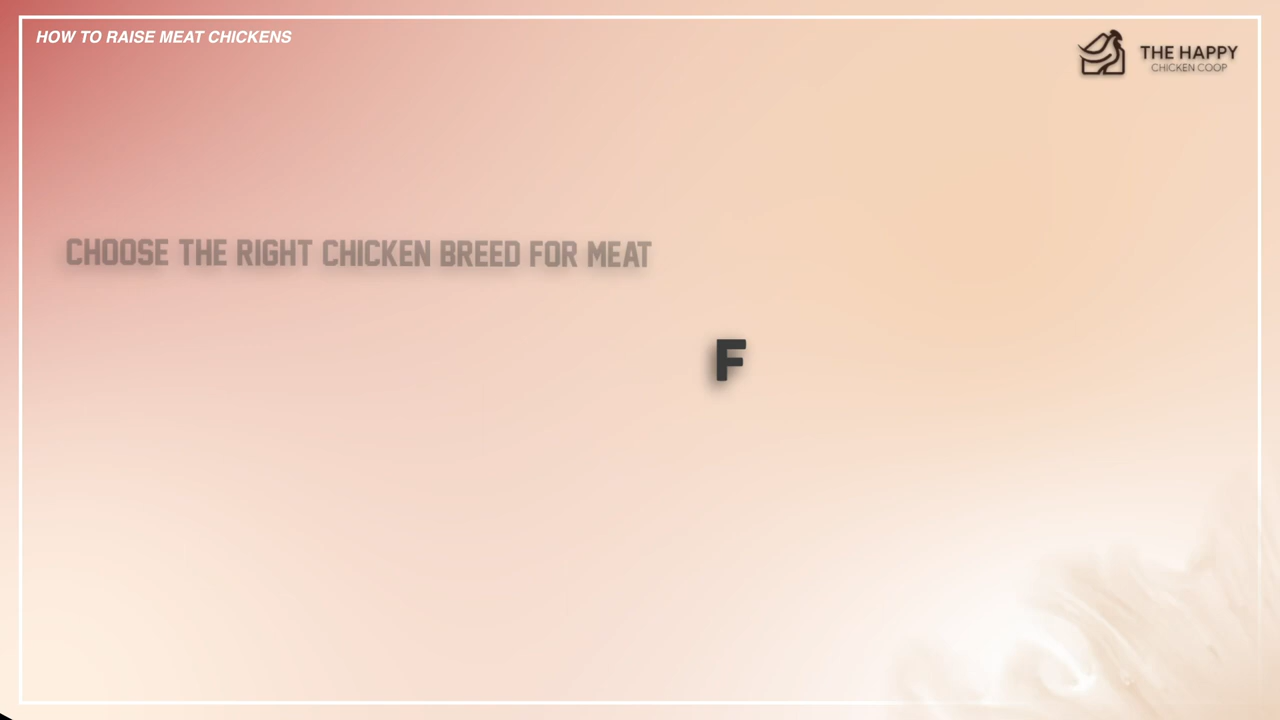 HOW TO RAISE MEAT CHICKENS
THE HAPPY
CHICKEN COOP
CHOOSE THE RIGHT CHICKEN BREED FOR MEAT
F